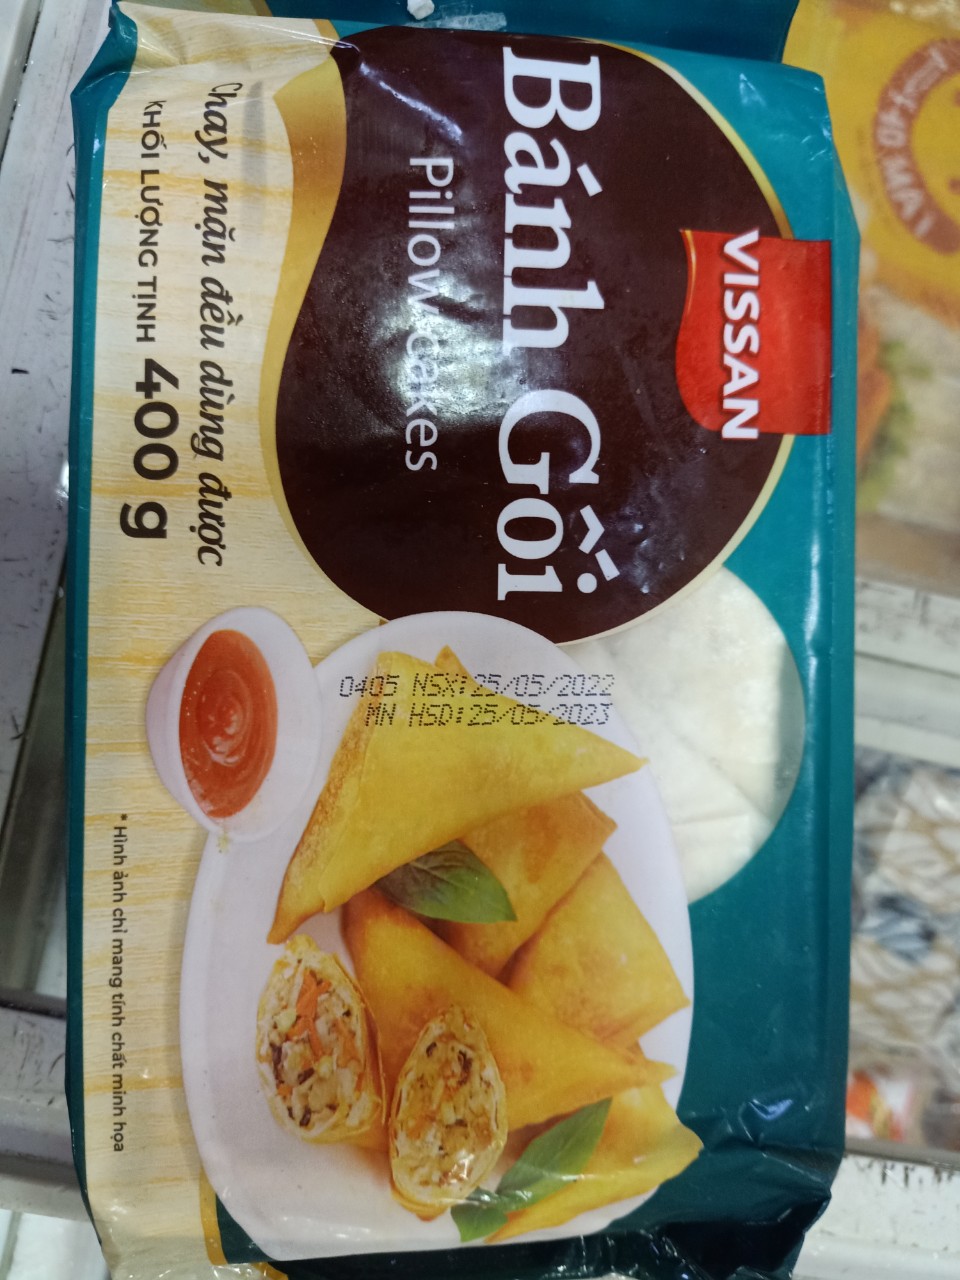 VISSAN
Bánh Gối
Pillow cakes
Chay, mặn đều dùng được
KHỐI LƯỢNG TỊNH 400 g
0405 NSX:25/05/2022
MN HSD:25/05/2023
* Hình ảnh chỉ mang tính chất minh họa